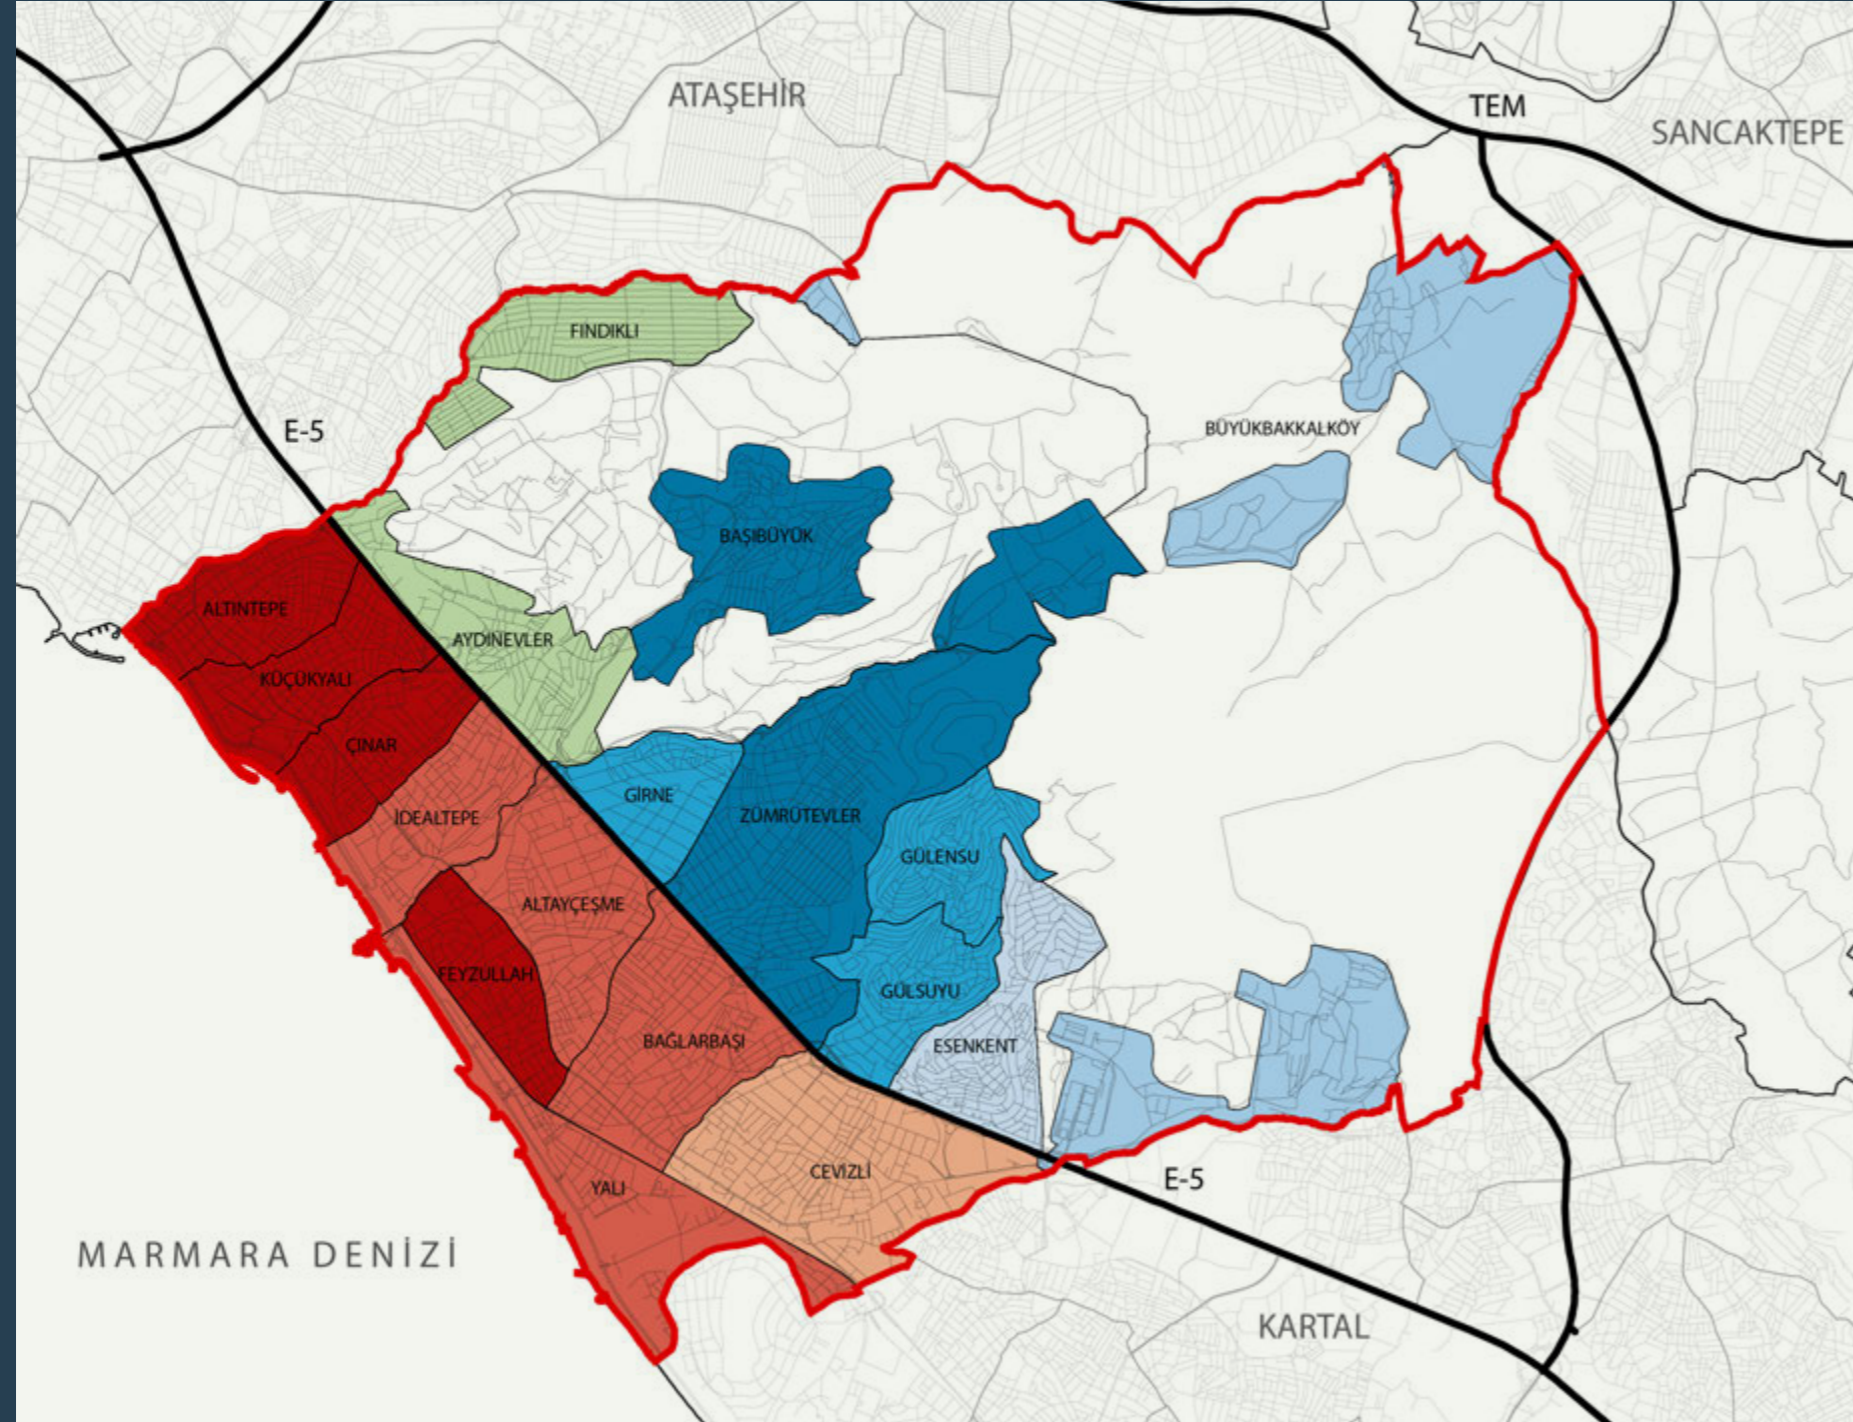 ATAŞEHİR
TEM
SANCAKTEPE
FINDIKLI
E-5
BÜYÜKBAKKALKÖY
BAŞIBÜYÜK
ALTINTEPE
AYDINEVLER
KÜÇÜKYALI
ÇINAR
GİRNE
İDEALTEPE
ZÜMRÜTEVLER
GÜLENSU
ALTAYÇEŞME
FEYZULLAH
GÜLSUYU
BAĞLARBAŞI
ESENKENT
CEVİZLİ
E-5
YALI
MARMARA DENİZİ
KARTAL